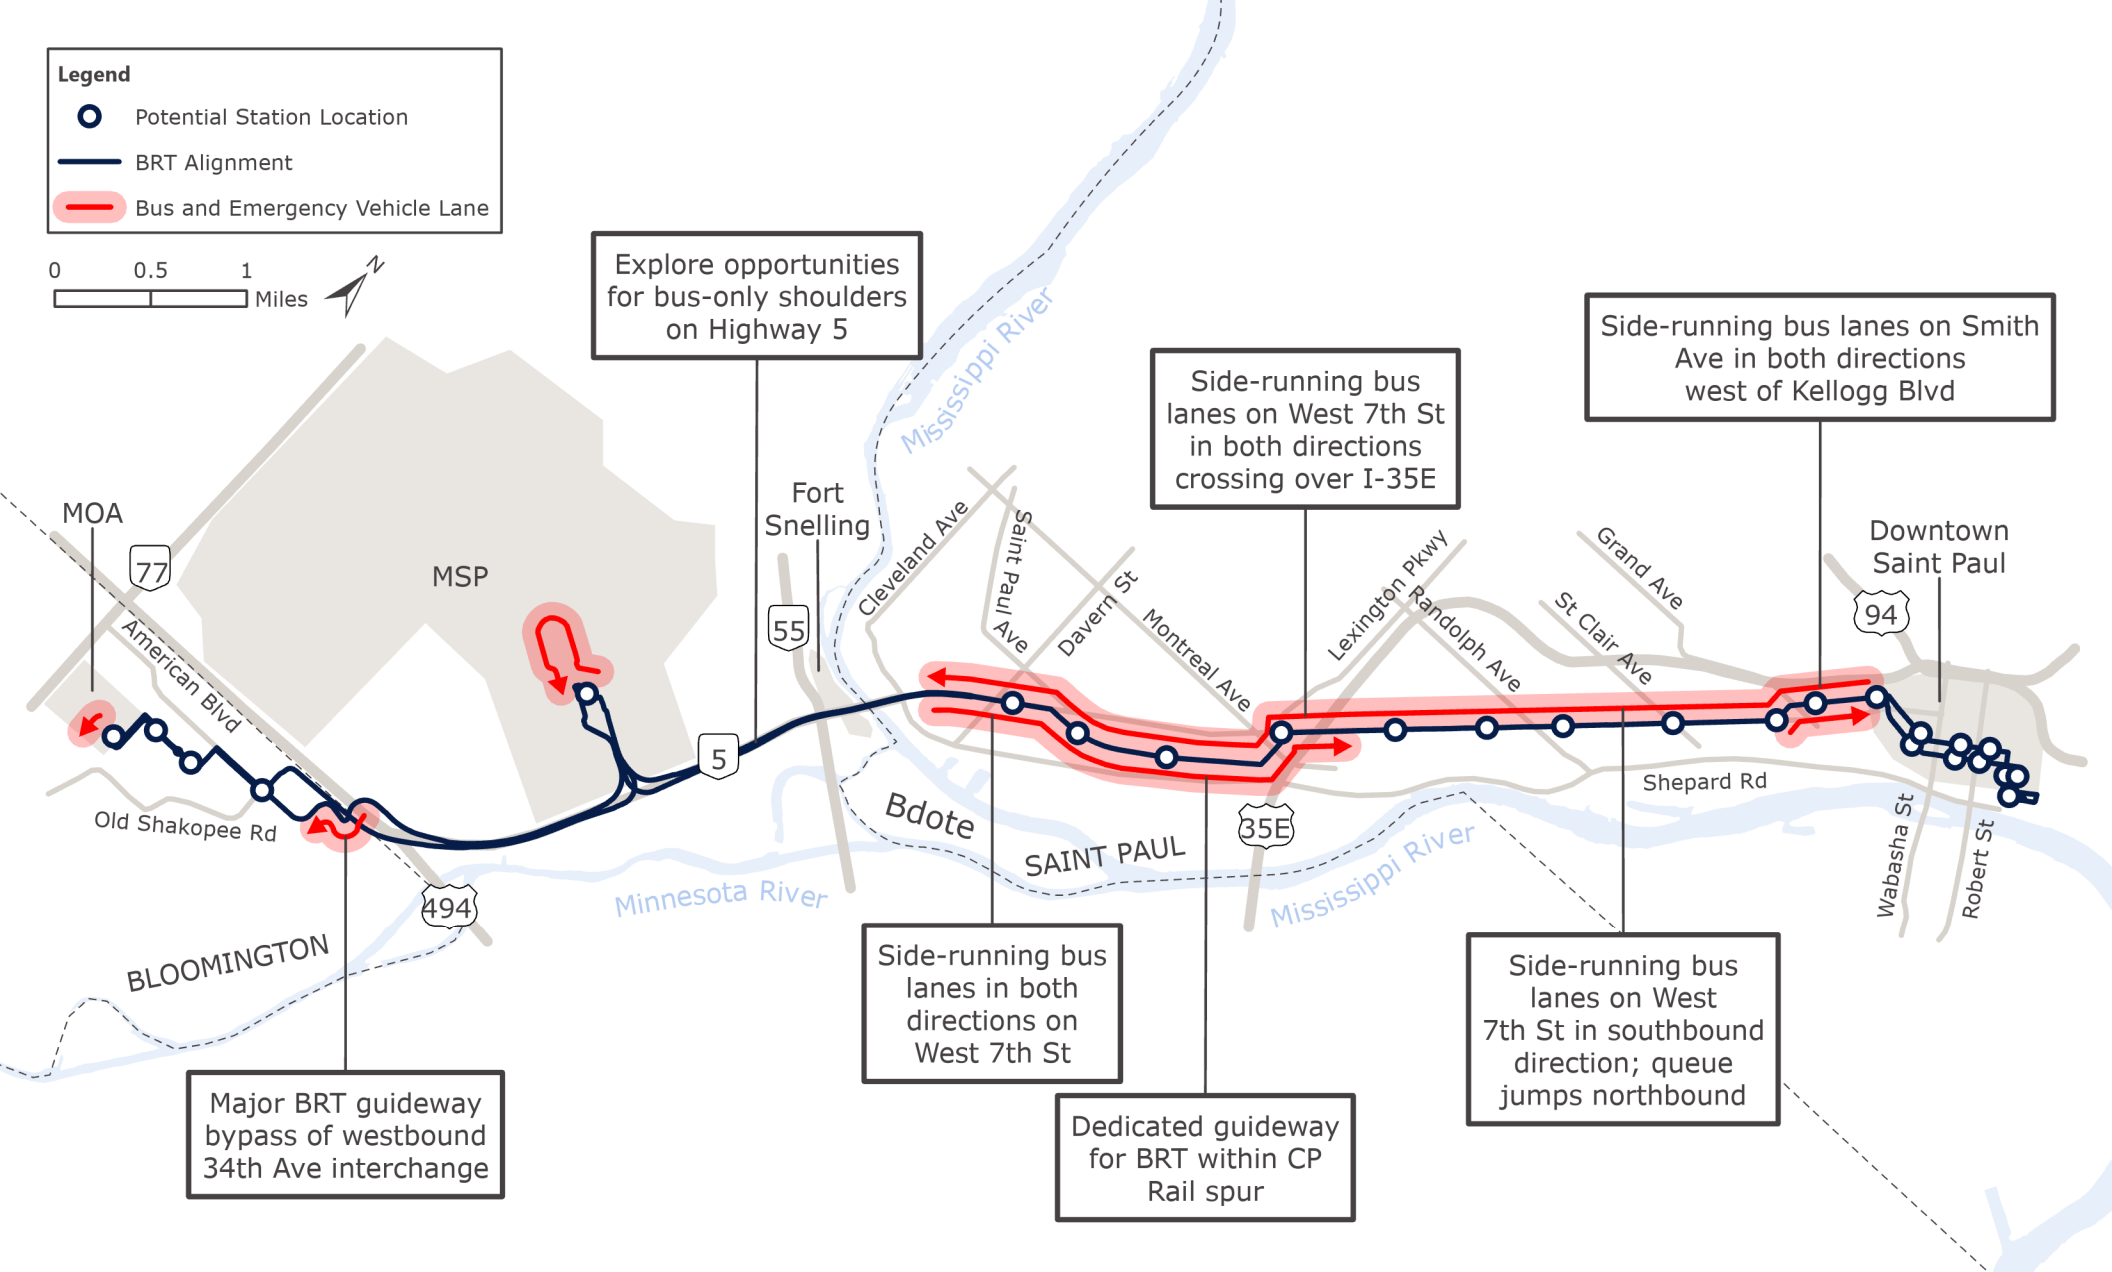 Legend
Potential Station Location
BRT Alignment
Bus and Emergency Vehicle Lane
0 0.5 1
Miles
N
Explore opportunities
for bus-only shoulders
on Highway 5
Side-running bus
lanes on West 7th St
in both directions
crossing over I-35E
Side-running bus lanes on Smith
Ave in both directions
west of Kellogg Blvd
Mississippi River
MOA
77
MSP
American Blvd
Old Shakopee Rd
Fort
Snelling
55
5
Cleveland Ave
Saint Paul
Ave
Davern St
Montreal Ave
Lexington Pkwy
Randolph Ave
St Clair Ave
Grand Ave
Downtown
Saint Paul
94
Shepard Rd
Wabasha St
Robert St
35E
Bdote
SAINT PAUL
Mississippi River
Minnesota River
494
BLOOMINGTON
Major BRT guideway
bypass of westbound
34th Ave interchange
Side-running bus
lanes in both
directions on
West 7th St
Dedicated guideway
for BRT within CP
Rail spur
Side-running bus
lanes on West
7th St in southbound
direction; queue
jumps northbound